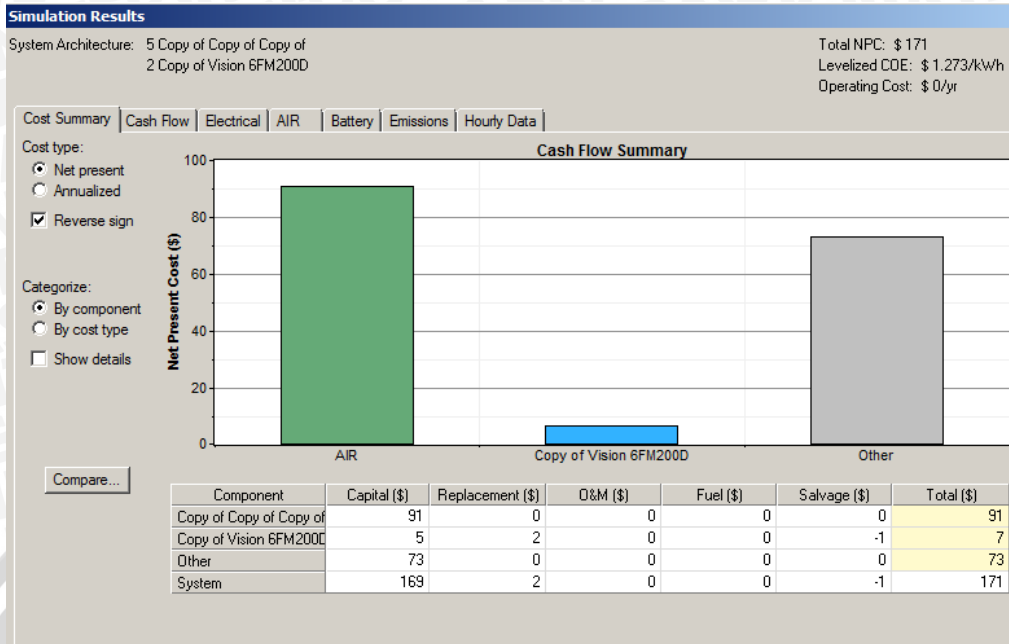 Simulation Results
System Architecture: 5 Copy of Copy of Copy of
2 Copy of Vision 6FM200D
Total NPC: $ 171
Levelized COE: $ 1.273/kWh
Operating Cost: $ 0/yr
Cost Summary Cash Flow Electrical AIR Battery Emissions Hourly Data
Cost type:
Net present
Annualized
Reverse sign
Categorize:
By component
By cost type
Show details
Compare...
Cash Flow Summary
Net Present Cost ($)
100
80
60
40
20
0
AIR Copy of Vision 6FM200D Other
Component Capital ($) Replacement ($) O&M ($) Fuel ($) Salvage ($) Total ($)
Copy of Copy of Copy of 91 0 0 0 0 91
Copy of Vision 6FM200D 5 2 0 0 -1 7
Other 73 0 0 0 0 73
System 169 2 0 0 -1 171